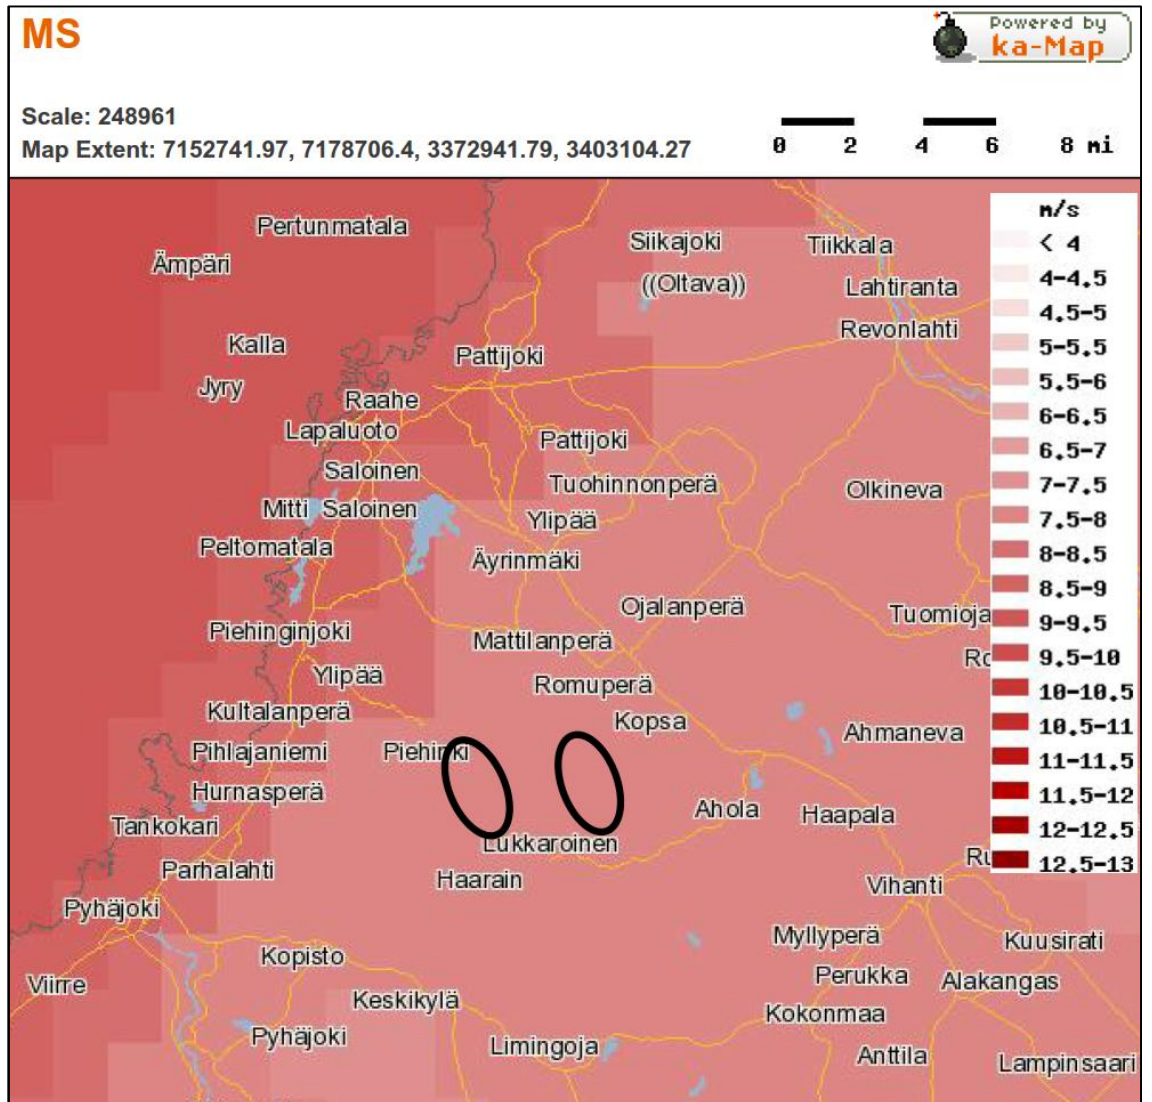 MS
Powered by
ka-Map
Scale: 248961
Map Extent: 7152741.97, 7178706.4, 3372941.79, 3403104.27
0 2 4 6 8 mi
m/s
< 4
4-4.5
4.5-5
5-5.5
5.5-6
6-6.5
6.5-7
7-7.5
7.5-8
8-8.5
8.5-9
9-9.5
9.5-10
10-10.5
10.5-11
11-11.5
11.5-12
12-12.5
12.5-13
Pertunmatala
Siikajoki
Tiikkala
Ämpäri
((Oltava))
Lahtiranta
Revonlahti
Kalla
Pattijoki
Jyry
Raahe
Lapaluoto
Pattijoki
Saloinen
Tuohinnonperä
Olkineva
Mitti Saloinen
Ylipää
Peltomatala
Äyrinmäki
Ojalanperä
Tuomioja
Piehinginjoki
Mattilanperä
Ro
Ylipää
Romuperä
Kultalanperä
Kopsa
Ahmaneva
Pihlajaniemi
Piehinki
Hurnasperä
Ahola
Haapala
Tankokari
Lukkaroinen
Ru
Parhalahti
Haarain
Vihanti
Pyhäjoki
Myllyperä
Kuusirati
Kopisto
Perukka
Alakangas
Viirre
Keskikylä
Kokonmaa
Pyhäjoki
Limingoja
Anttila
Lampinsaari